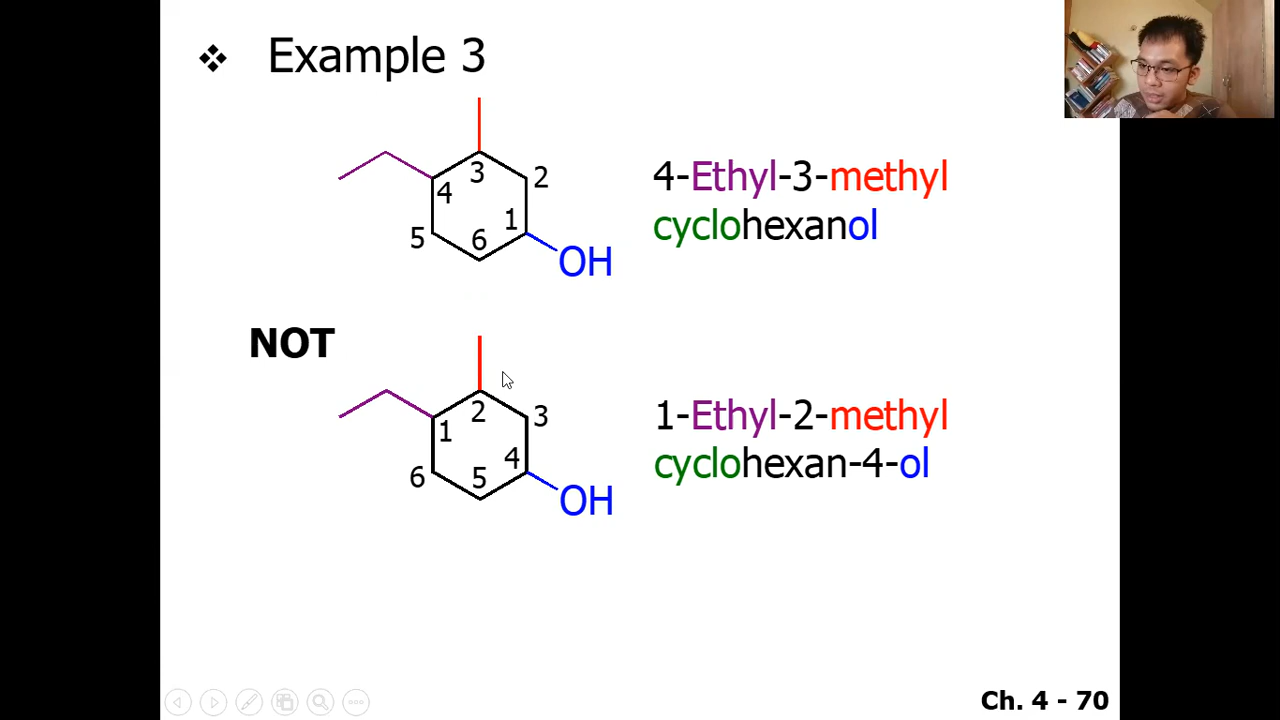 ❖ Example 3
3
2
4
1
5
6
OH
4-Ethyl-3-methyl
cyclohexanol
NOT
2
3
1
4
6
5
OH
1-Ethyl-2-methyl
cyclohexan-4-ol
Ch. 4 - 70